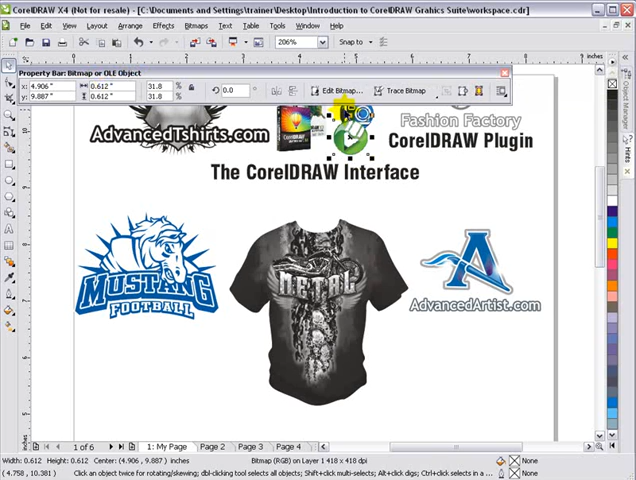 CorelDRAW X4 (Not for resale) - [C:\Documents and Settings\trainer\Desktop\Introduction to CorelDRAW Grahics Suite\workspace.cdr]
File Edit View Layout Arrange Effects Bitmaps Text Table Tools Window Help
206% Snap to
9 inches
Property Bar: Bitmap or OLE Object
x: 4.906 " 0.612 " 31.8 % 0.0 ° Edit Bitmap... Trace Bitmap
y: 9.887 " 0.612 " 31.8 %
Object Manager
Hints
AdvancedTshirts.com
Fashion Factory
CorelDRAW Plugin
The CorelDRAW Interface
MUSTANG
FOOTBALL
METAL
A
AdvancedArtist.com
inches
1 of 6 1: My Page Page 2 Page 3 Page 4
Width: 0.612 Height: 0.612 Center: (4.906, 9.887) inches Bitmap (RGB) on Layer 1 418 x 418 dpi None
( 4.758 , 10.381 ) Click an object twice for rotating/skewing; dbl-clicking tool selects all objects; Shift+click multi-selects; Alt+click digs; Ctrl+click selects in a ... None